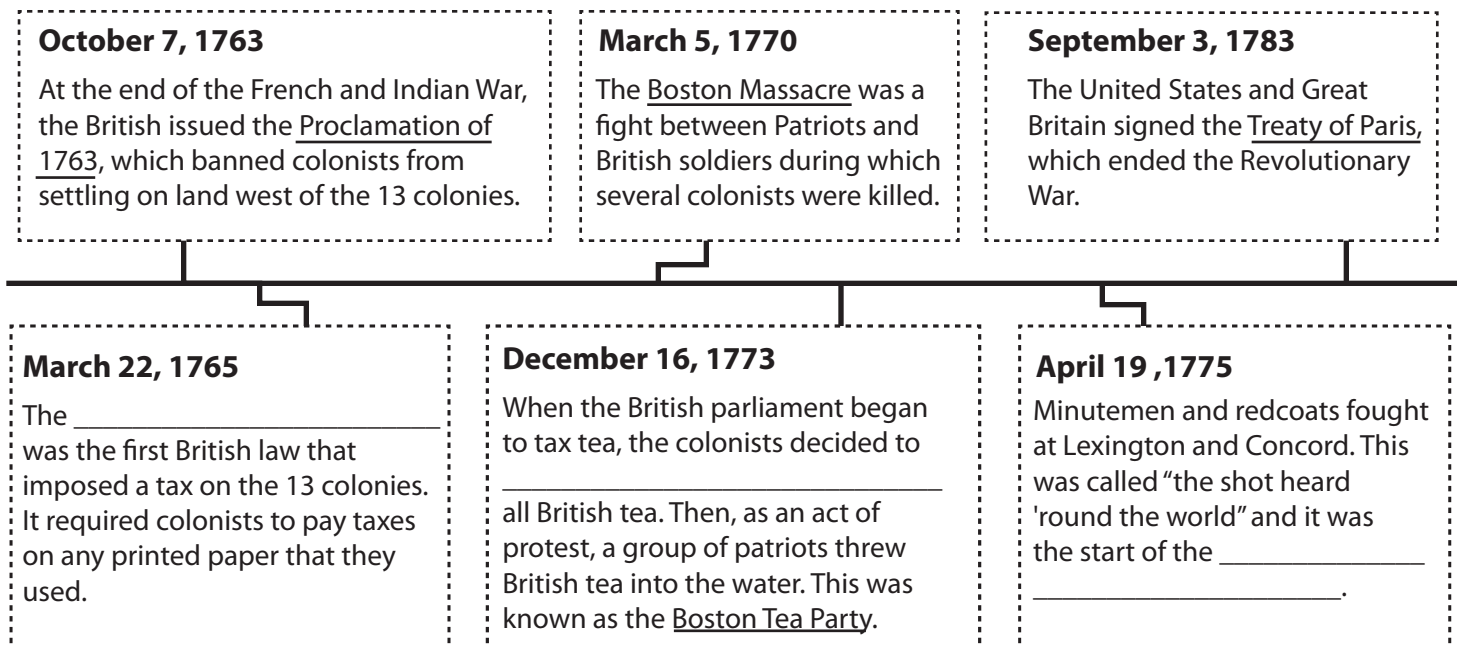 October 7, 1763
At the end of the French and Indian War,
the British issued the Proclamation of
1763, which banned colonists from
settling on land west of the 13 colonies.
March 5, 1770
The Boston Massacre was a
fight between Patriots and
British soldiers during which
several colonists were killed.
September 3, 1783
The United States and Great
Britain signed the Treaty of Paris,
which ended the Revolutionary
War.
March 22, 1765
The ____________________________
was the first British law that
imposed a tax on the 13 colonies.
It required colonists to pay taxes
on any printed paper that they
used.
December 16, 1773
When the British parliament began
to tax tea, the colonists decided to
__________________________________
all British tea. Then, as an act of
protest, a group of patriots threw
British tea into the water. This was
known as the Boston Tea Party.
April 19 ,1775
Minutemen and redcoats fought
at Lexington and Concord. This
was called “the shot heard
'round the world” and it was
the start of the ________________
________________________.